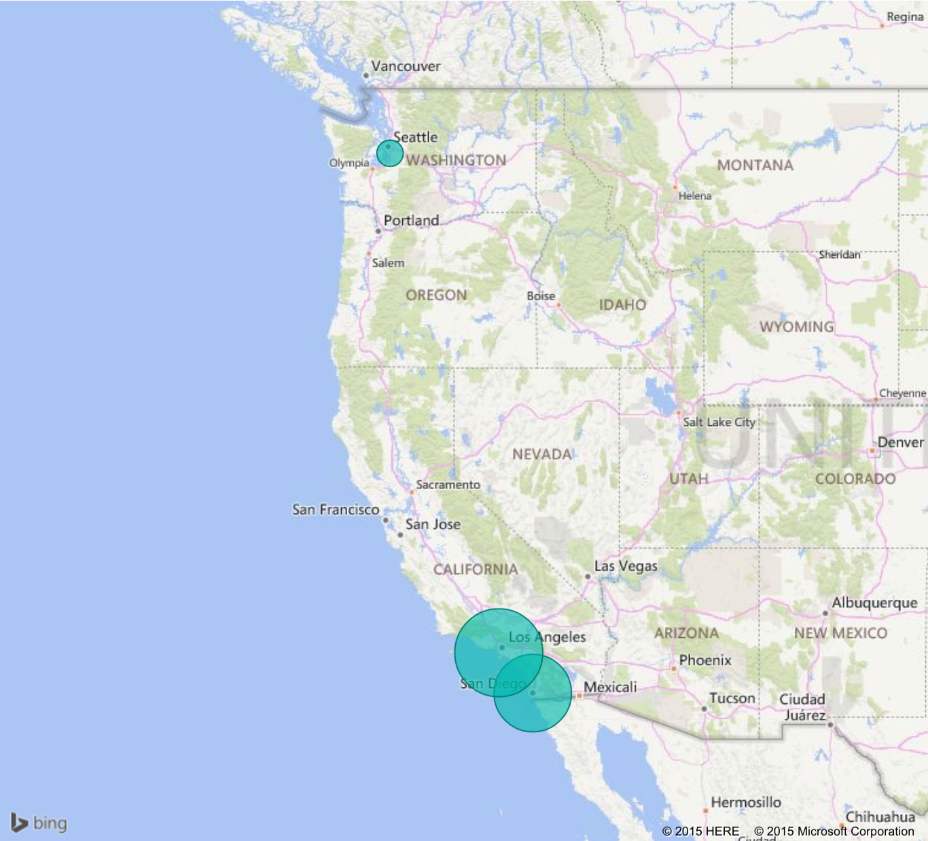 Regina
Vancouver
Seattle
Olympia
WASHINGTON
MONTANA
Helena
Portland
Salem
Sheridan
OREGON
Boise
IDAHO
WYOMING
Cheyenne
Salt Lake City
UNIT
Denver
NEVADA
UTAH
COLORADO
Sacramento
San Francisco
San Jose
CALIFORNIA
Las Vegas
Albuquerque
Los Angeles
ARIZONA
NEW MEXICO
Phoenix
San Diego
Mexicali
Tucson
Ciudad
Juárez
Hermosillo
Chihuahua
bing
© 2015 HERE © 2015 Microsoft Corporation
Ciudad